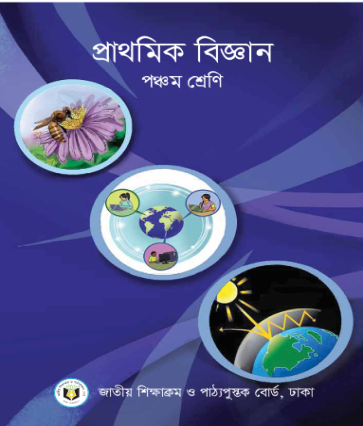 প্রাথমিক বিজ্ঞান
পঞ্চম শ্রেণি
জাতীয় শিক্ষাক্রম ও পাঠ্যপুস্তক বোর্ড, ঢাকা